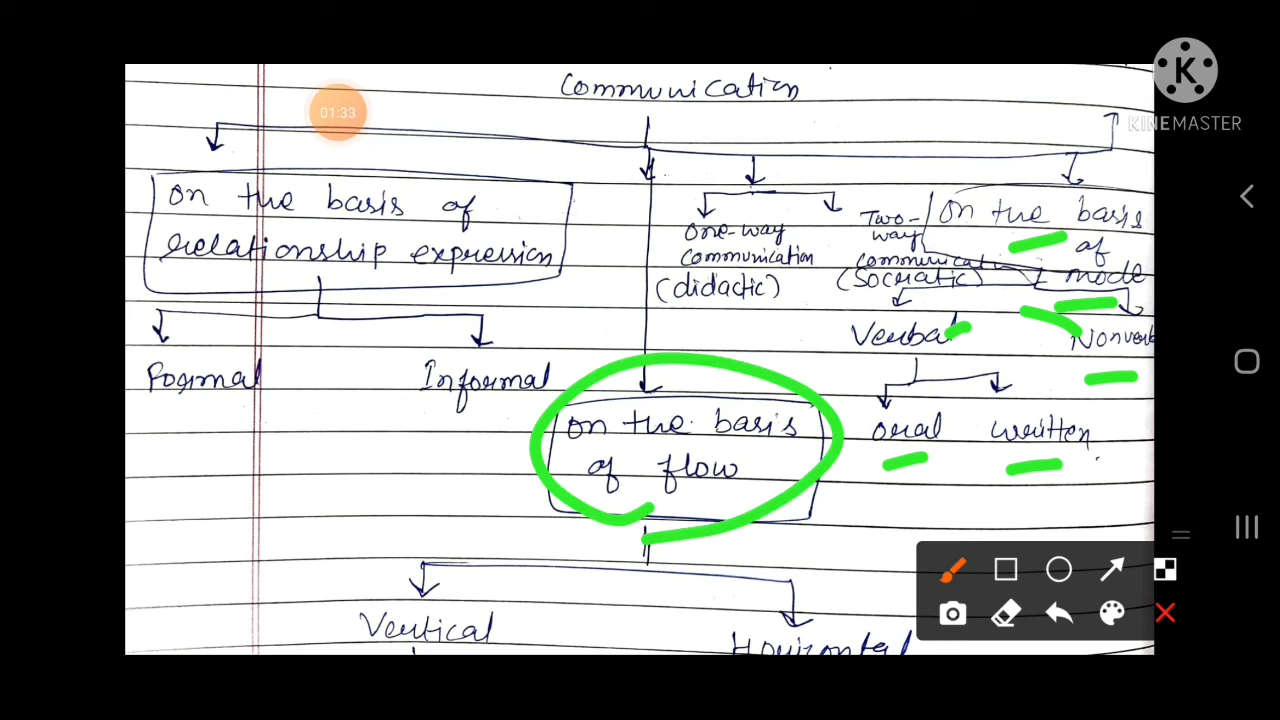 Communication
01:33
K
KINEMASTER
on the basis of
relationship expression
Formal
Informal
One-way
communication
(didactic)
Two-
way
communication
(Socratic)
on the basis
of
mode
Verbal
Nonverb
oral
written
on the basis
of flow
Vertical
Horizontal